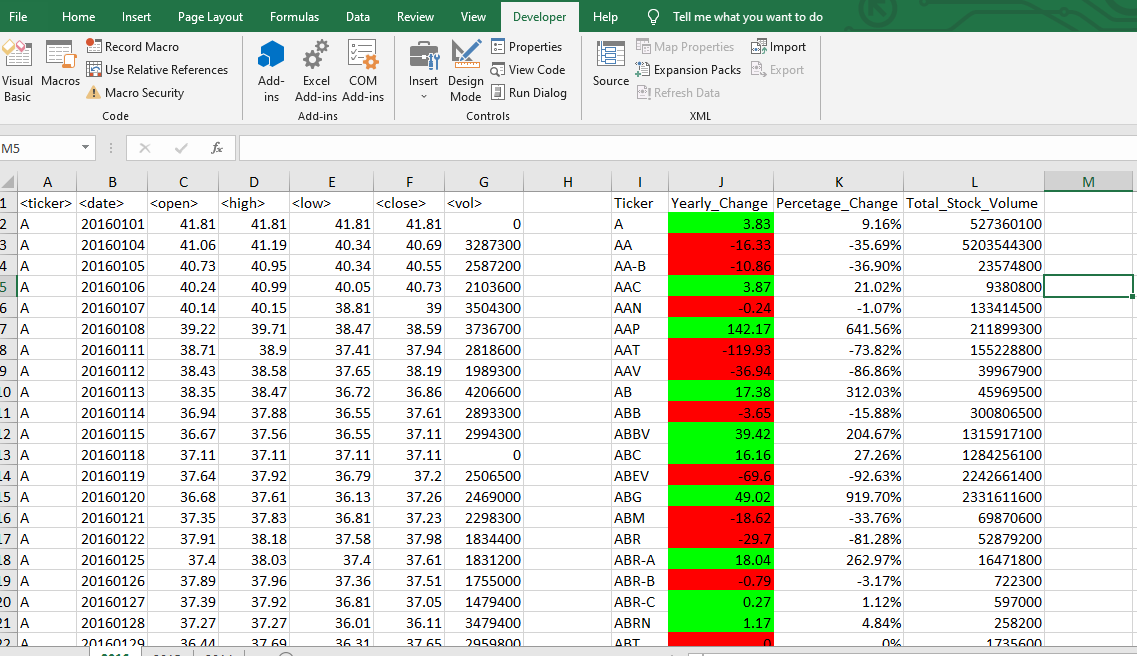 File Home Insert Page Layout Formulas Data Review View Developer Help Tell me what you want to do
Record Macro Properties Map Properties Import
Use Relative References View Code Expansion Packs Export
Visual Basic Macros Macro Security Add-ins Excel Add-ins COM Add-ins Insert Design Mode Run Dialog Source Refresh Data
Code Add-ins Controls XML
M5 fx
A B C D E F G H I J K L M
1 <ticker> <date> <open> <high> <low> <close> <vol> Ticker Yearly_Change Percetage_Change Total_Stock_Volume
2 A 20160101 41.81 41.81 41.81 41.81 0 A 3.83 9.16% 527360100
3 A 20160104 41.06 41.19 40.34 40.69 3287300 AA -16.33 -35.69% 5203544300
4 A 20160105 40.73 40.95 40.34 40.55 2587200 AA-B -10.86 -36.90% 23574800
5 A 20160106 40.24 40.99 40.05 40.73 2103600 AAC 3.87 21.02% 9380800
6 A 20160107 40.14 40.15 38.81 39 3504300 AAN -0.24 -1.07% 133414500
7 A 20160108 39.22 39.71 38.47 38.59 3736700 AAP 142.17 641.56% 211899300
8 A 20160111 38.71 38.9 37.41 37.94 2818600 AAT -119.93 -73.82% 155228800
9 A 20160112 38.43 38.58 37.65 38.19 1989300 AAV -36.94 -86.86% 39967900
10 A 20160113 38.35 38.47 36.72 36.86 4206600 AB 17.38 312.03% 45969500
11 A 20160114 36.94 37.88 36.55 37.61 2893300 ABB -3.65 -15.88% 300806500
12 A 20160115 36.67 37.56 36.55 37.11 2994300 ABBV 39.42 204.67% 1315917100
13 A 20160118 37.11 37.11 37.11 37.11 0 ABC 16.16 27.26% 1284256100
14 A 20160119 37.64 37.92 36.79 37.2 2506500 ABEV -69.6 -92.63% 2242661400
15 A 20160120 36.68 37.61 36.13 37.26 2469000 ABG 49.02 919.70% 2331611600
16 A 20160121 37.35 37.83 36.81 37.23 2298300 ABM -18.62 -33.76% 69870600
17 A 20160122 37.91 38.18 37.58 37.98 1834400 ABR -29.7 -81.28% 52879200
18 A 20160125 37.4 38.03 37.4 37.61 1831200 ABR-A 18.04 262.97% 16471800
19 A 20160126 37.89 37.96 37.36 37.51 1755000 ABR-B -0.79 -3.17% 722300
20 A 20160127 37.39 37.92 36.81 37.05 1479400 ABR-C 0.27 1.12% 597000
21 A 20160128 37.27 37.27 36.01 36.11 3479400 ABRN 1.17 4.84% 258200
22 A 20160129 36.44 37.69 36.31 37.65 2959800 ABT 0 0% 1735600